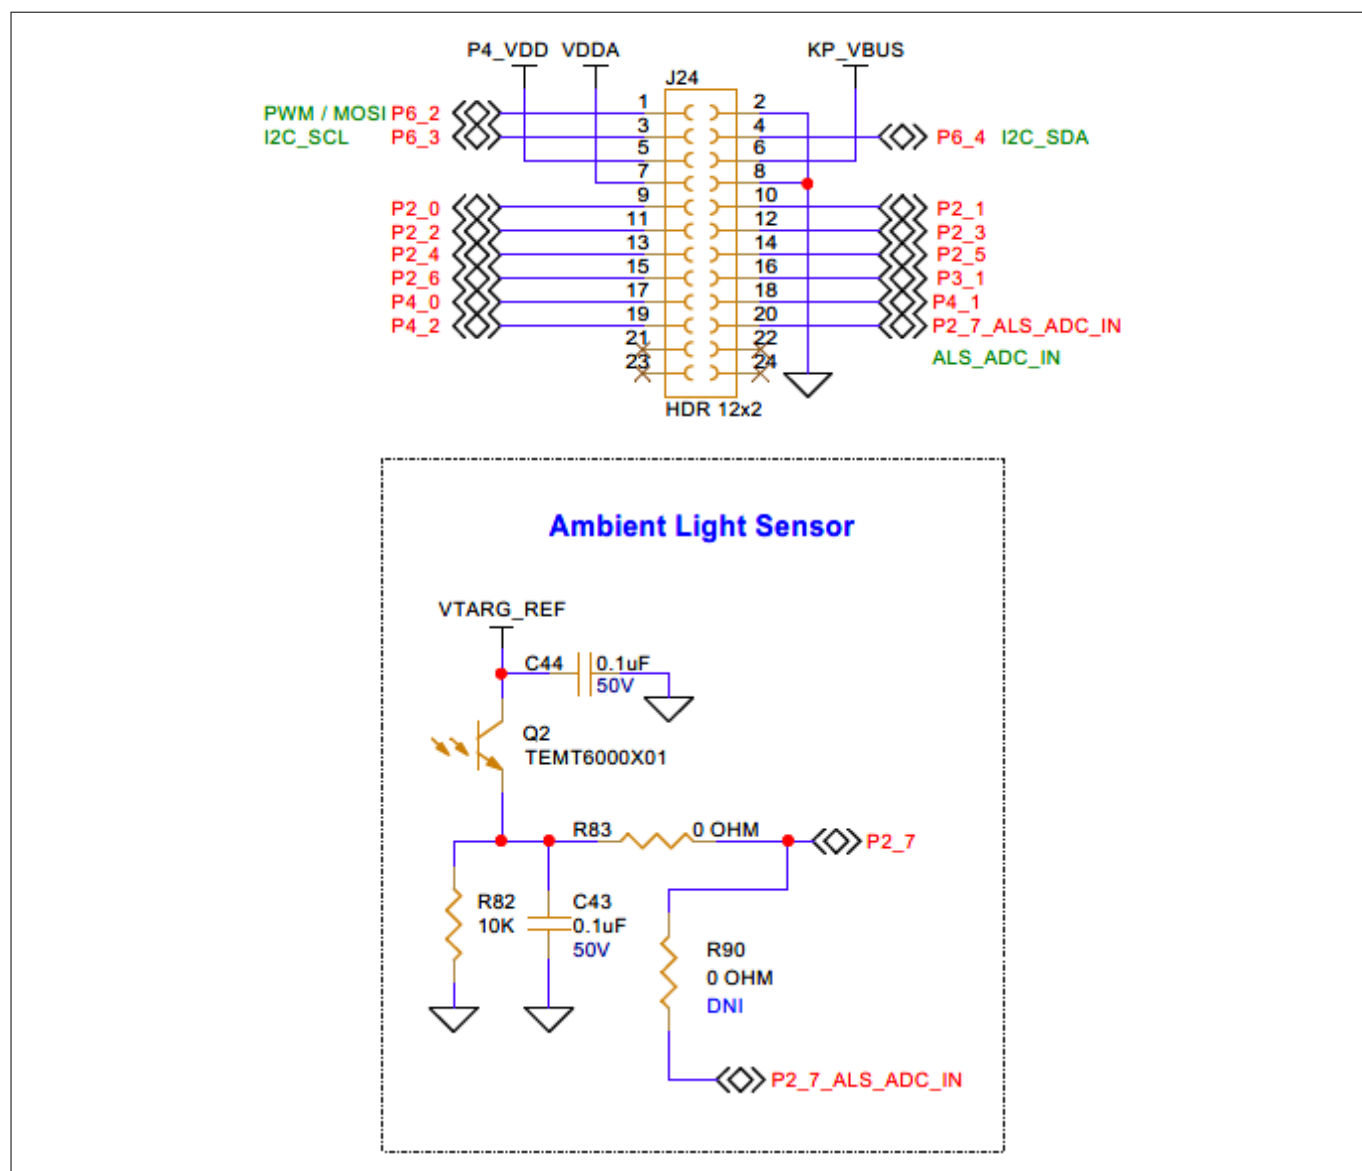 P4_VDD VDDA KP_VBUS
J24
PWM / MOSI P6_2 1 2
I2C_SCL P6_3 3 4 P6_4 I2C_SDA
5 6
7 8
P2_0 9 10 P2_1
P2_2 11 12 P2_3
P2_4 13 14 P2_5
P2_6 15 16 P3_1
P4_0 17 18 P4_1
P4_2 19 20 P2_7_ALS_ADC_IN
21 22 ALS_ADC_IN
23 24
HDR 12x2
Ambient Light Sensor
VTARG_REF
C44 0.1uF
50V
Q2
TEMT6000X01
R83 0 OHM P2_7
R82 C43
10K 0.1uF
50V
R90
0 OHM
DNI
P2_7_ALS_ADC_IN